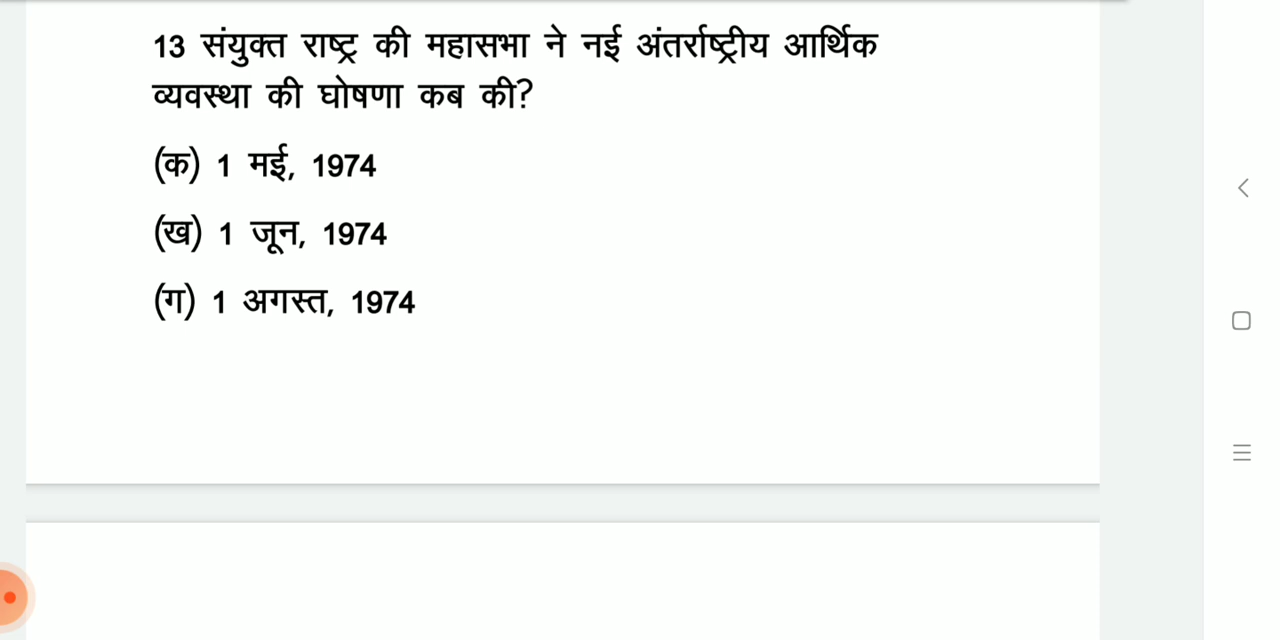 13 संयुक्त राष्ट्र की महासभा ने नई अंतर्राष्ट्रीय आर्थिक
व्यवस्था की घोषणा कब की?
(क) 1 मई, 1974
(ख) 1 जून, 1974
(ग) 1 अगस्त, 1974